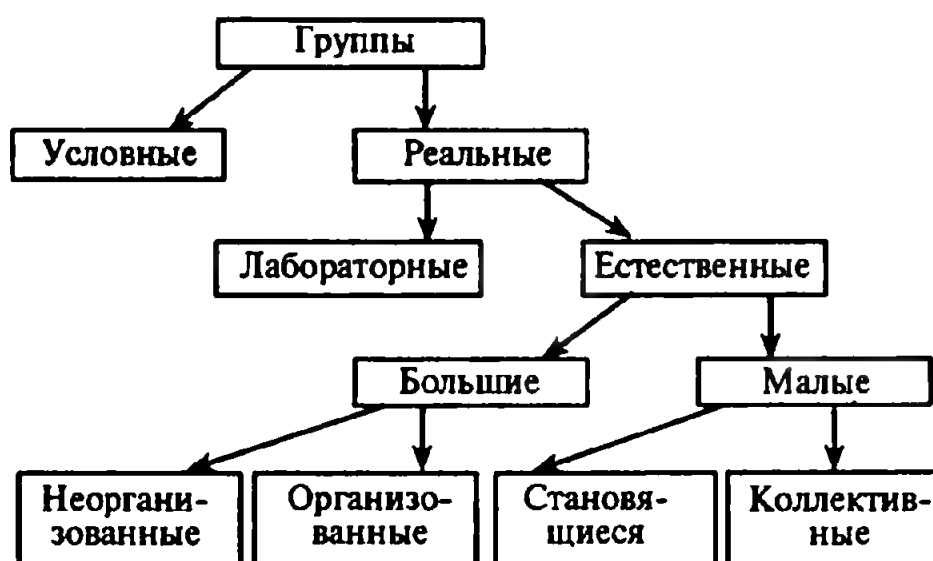 Группы
Условные
Реальные
Лабораторные
Естественные
Большие
Малые
Неоргани-
зованные
Организо-
ванные
Становя-
щиеся
Коллектив-
ные